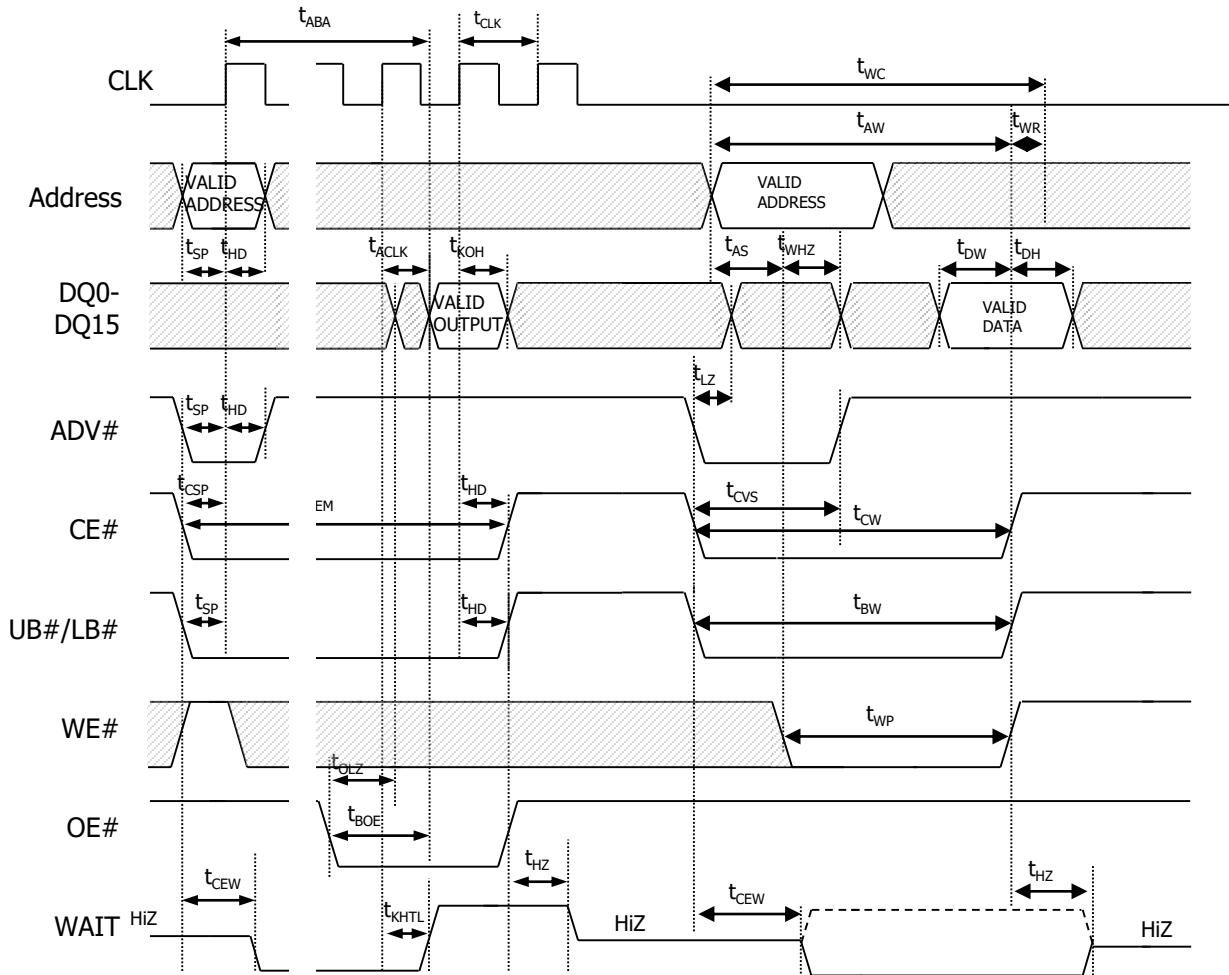 tABA
tCLK
CLK
tWC
tAW
tWR
Address
VALID
ADDRESS
VALID
ADDRESS
tSP
tHD
tACLK
tKOH
tAS
tWHZ
tDW
tDH
DQ0-
DQ15
VALID
OUTPUT
VALID
DATA
tLZ
tSP
tHD
ADV#
tCSP
EM
tHD
tCVS
tCW
CE#
tSP
tHD
tBW
UB#/LB#
WE#
tWP
tOLZ
OE#
tBOE
tHZ
tHZ
tCEW
tKHTL
tCEW
WAIT
HiZ
HiZ
HiZ